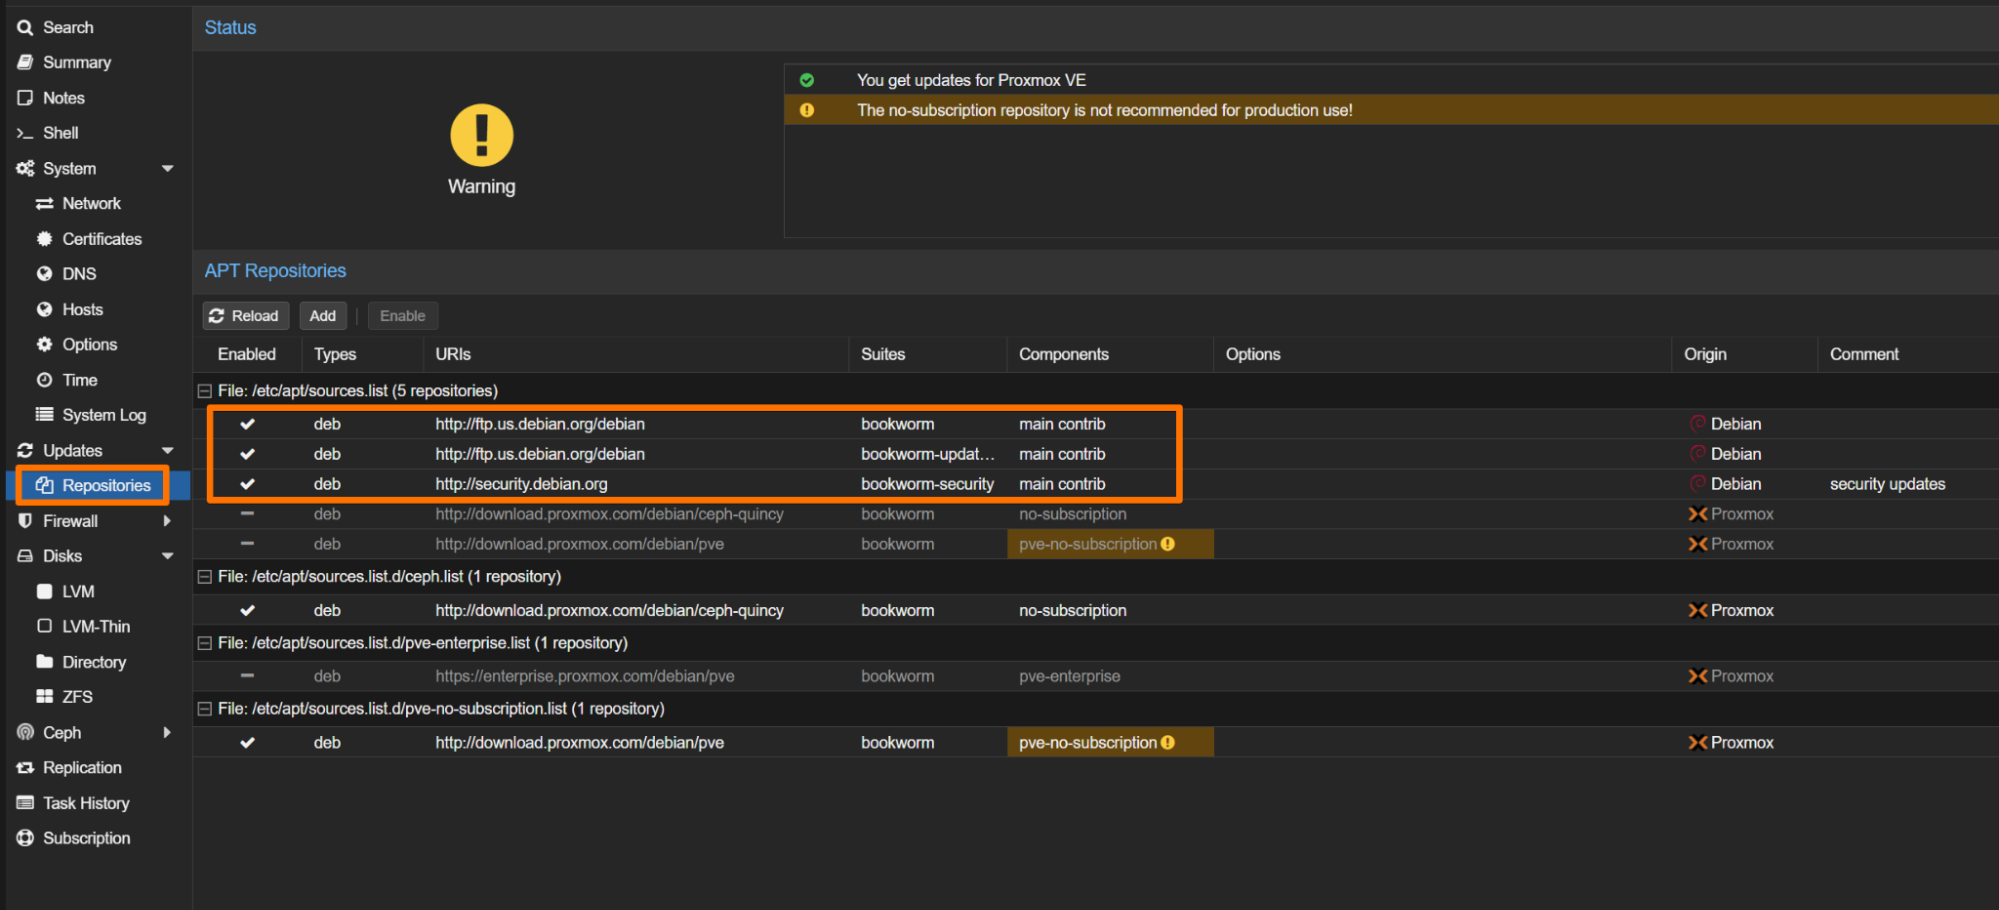 Search
Summary
Notes
Shell
System
Network
Certificates
DNS
Hosts
Options
Time
System Log
Updates
Repositories
Firewall
Disks
LVM
LVM-Thin
Directory
ZFS
Ceph
Replication
Task History
Subscription
Status
Warning
You get updates for Proxmox VE
The no-subscription repository is not recommended for production use!
APT Repositories
Reload Add Enable
Enabled Types URIs Suites Components Options Origin Comment
File: /etc/apt/sources.list (5 repositories)
deb http://ftp.us.debian.org/debian bookworm main contrib Debian
deb http://ftp.us.debian.org/debian bookworm-updat... main contrib Debian
deb http://security.debian.org bookworm-security main contrib Debian security updates
deb http://download.proxmox.com/debian/ceph-quincy bookworm no-subscription Proxmox
deb http://download.proxmox.com/debian/pve bookworm pve-no-subscription Proxmox
File: /etc/apt/sources.list.d/ceph.list (1 repository)
deb http://download.proxmox.com/debian/ceph-quincy bookworm no-subscription Proxmox
File: /etc/apt/sources.list.d/pve-enterprise.list (1 repository)
deb https://enterprise.proxmox.com/debian/pve bookworm pve-enterprise Proxmox
File: /etc/apt/sources.list.d/pve-no-subscription.list (1 repository)
deb http://download.proxmox.com/debian/pve bookworm pve-no-subscription Proxmox